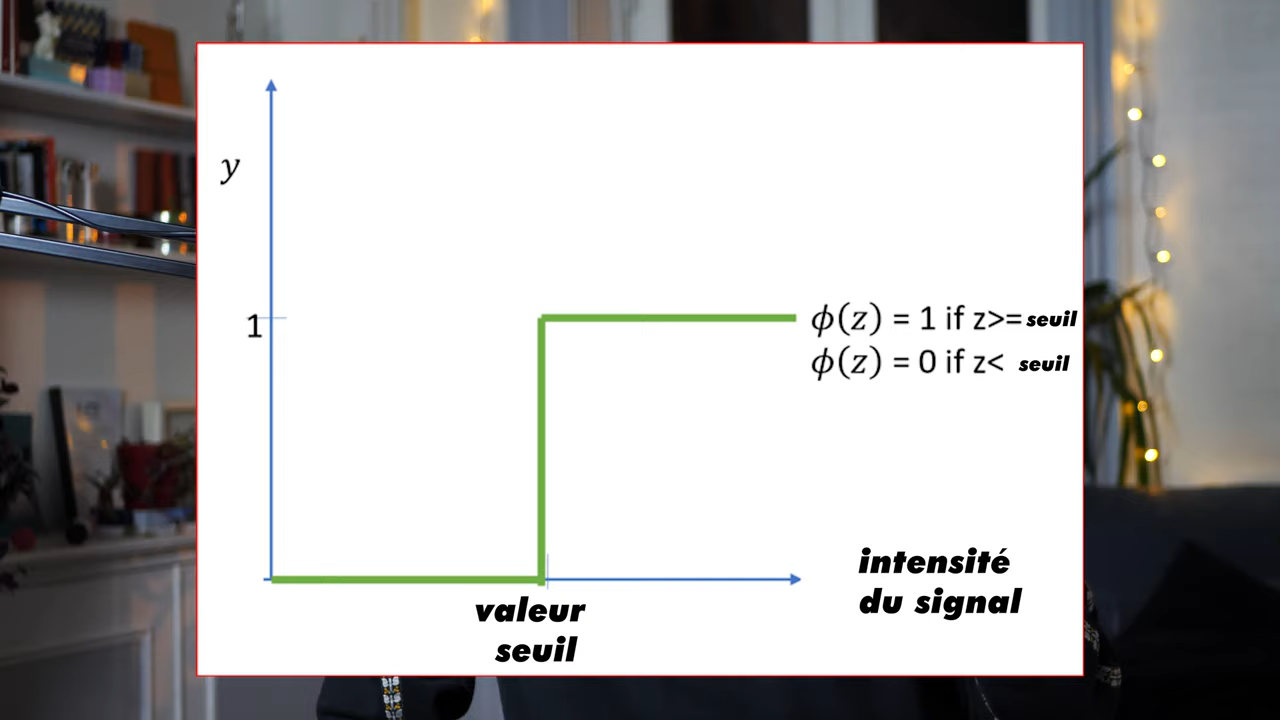 y
1
ϕ(z) = 1 if z>= seuil
ϕ(z) = 0 if z< seuil
valeur
seuil
intensité
du signal